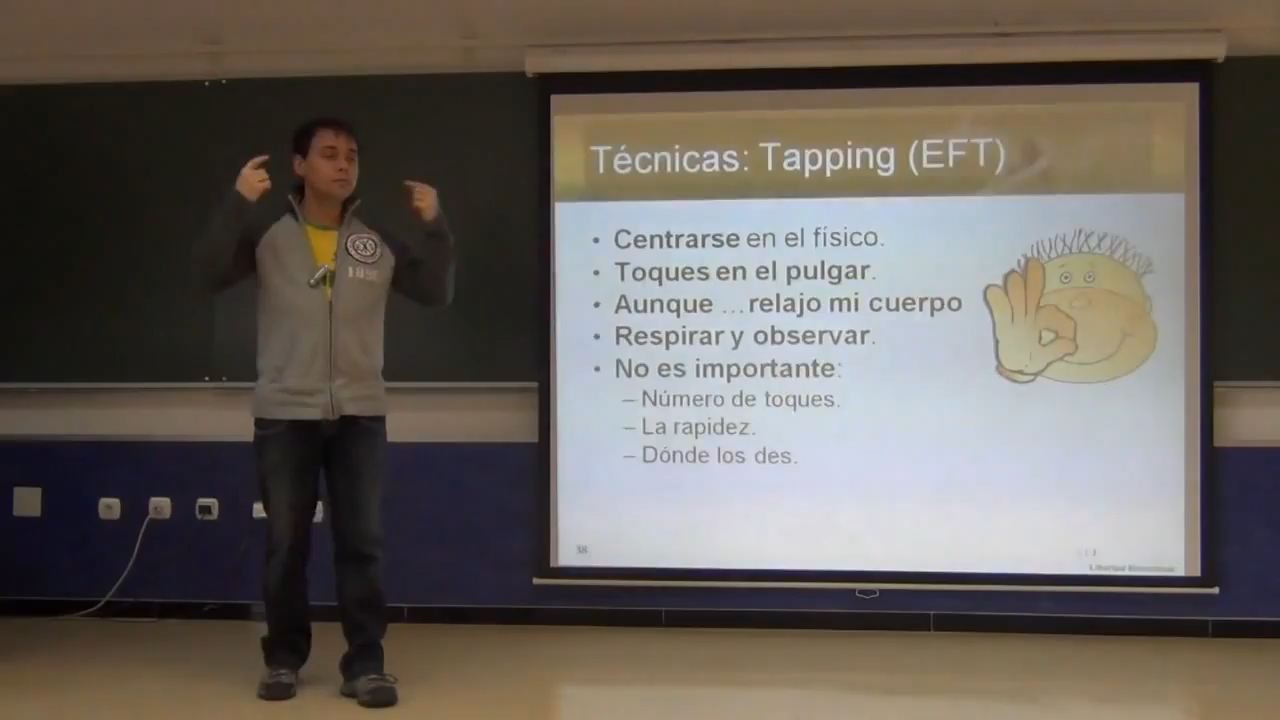 Técnicas: Tapping (EFT)
• Centrarse en el físico.
• Toques en el pulgar.
• Aunque ...relajo mi cuerpo
• Respirar y observar.
• No es importante:
– Número de toques.
– La rapidez.
– Dónde los des.
38